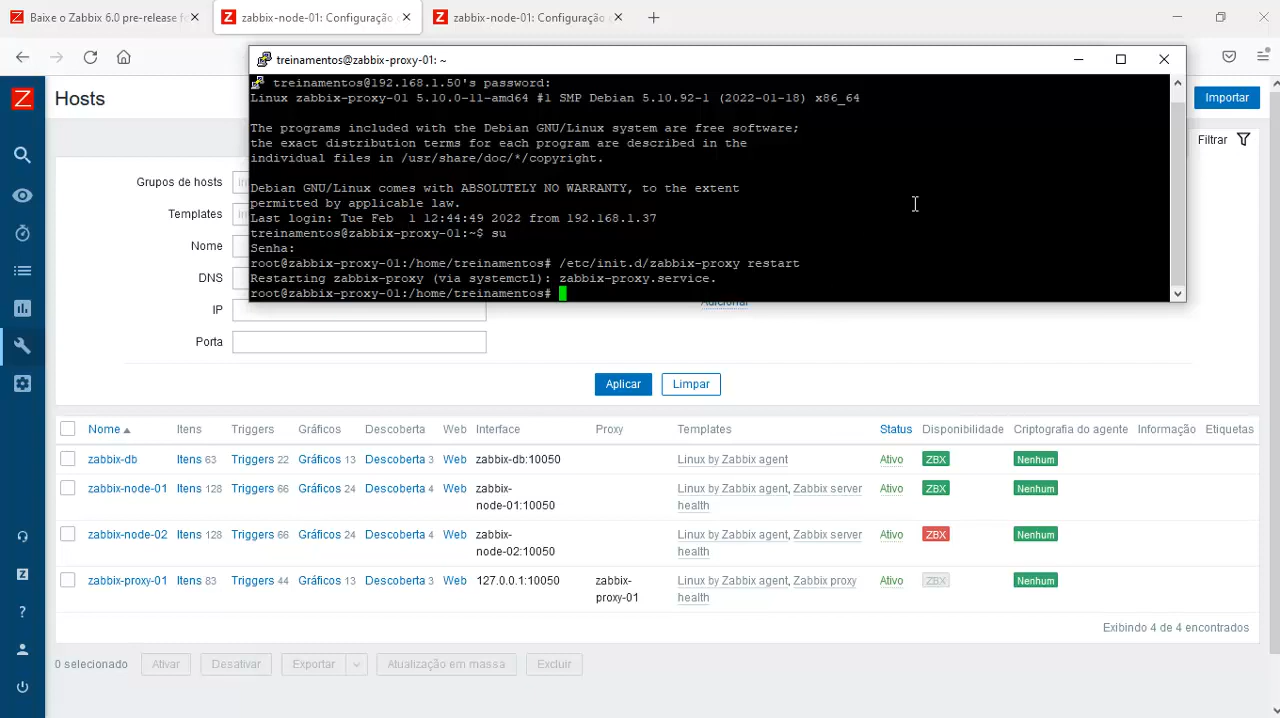 Baixe o Zabbix 6.0 pre-release f
zabbix-node-01: Configuração
zabbix-node-01: Configuração
treinamentos@zabbix-proxy-01: ~
treinamentos@192.168.1.50's password:
Linux zabbix-proxy-01 5.10.0-11-amd64 #1 SMP Debian 5.10.92-1 (2022-01-18) x86_64
The programs included with the Debian GNU/Linux system are free software;
the exact distribution terms for each program are described in the
individual files in /usr/share/doc/*/copyright.
Debian GNU/Linux comes with ABSOLUTELY NO WARRANTY, to the extent
permitted by applicable law.
Last login: Tue Feb  1 12:44:49 2022 from 192.168.1.37
treinamentos@zabbix-proxy-01:~$ su
Senha:
root@zabbix-proxy-01:/home/treinamentos# /etc/init.d/zabbix-proxy restart
Restarting zabbix-proxy (via systemctl): zabbix-proxy.service.
root@zabbix-proxy-01:/home/treinamentos#
Z
Hosts
Importar
Filtrar
Grupos de hosts
Templates
Nome
DNS
IP
Adicionar
Porta
Aplicar Limpar
Nome Itens Triggers Gráficos Descoberta Web Interface Proxy Templates Status Disponibilidade Criptografia do agente Informação Etiquetas
zabbix-db Itens 63 Triggers 22 Gráficos 13 Descoberta 3 Web zabbix-db:10050 Linux by Zabbix agent Ativo ZBX Nenhum
zabbix-node-01 Itens 128 Triggers 66 Gráficos 24 Descoberta 4 Web zabbix- Linux by Zabbix agent, Zabbix server Ativo ZBX Nenhum
node-01:10050 health
zabbix-node-02 Itens 128 Triggers 66 Gráficos 24 Descoberta 4 Web zabbix- Linux by Zabbix agent, Zabbix server Ativo ZBX Nenhum
node-02:10050 health
zabbix-proxy-01 Itens 83 Triggers 44 Gráficos 13 Descoberta 3 Web 127.0.0.1:10050 zabbix- Linux by Zabbix agent, Zabbix proxy Ativo ZBX Nenhum
proxy-01 health
Exibindo 4 de 4 encontrados
0 selecionado Ativar Desativar Exportar Atualização em massa Excluir
Z
?